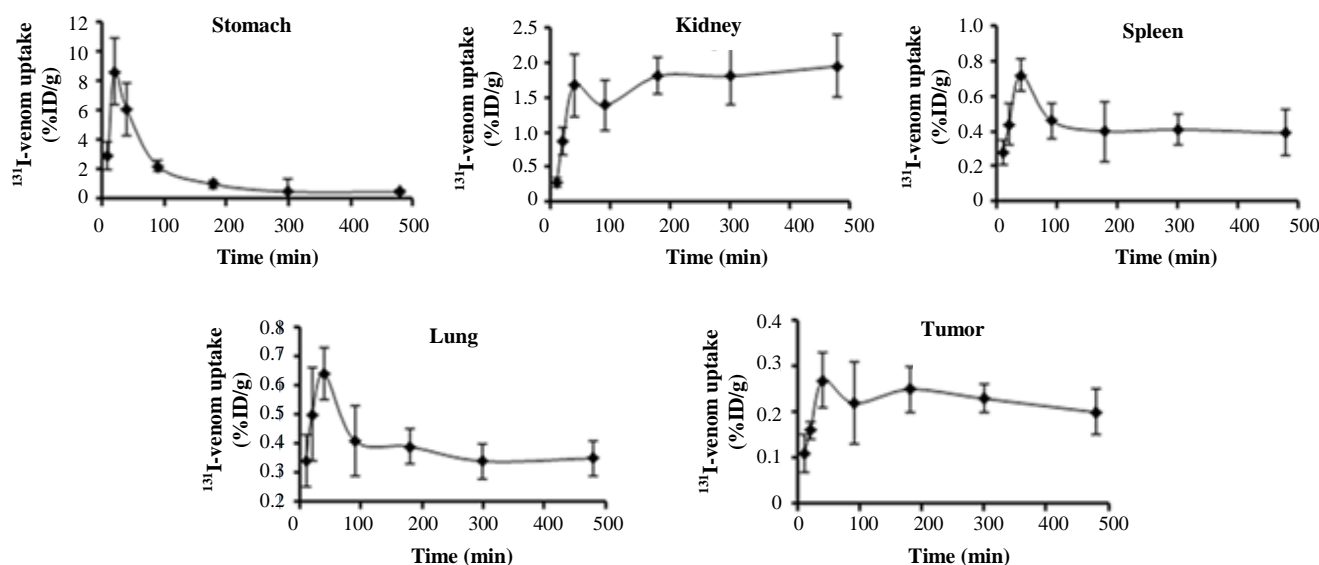 Stomach
¹³¹I-venom uptake
(%ID/g)
12
10
8
6
4
2
0
0 100 200 300 400 500
Time (min)
Kidney
¹³¹I-venom uptake
(%ID/g)
2.5
2.0
1.5
1.0
0.5
0
0 100 200 300 400 500
Time (min)
Spleen
¹³¹I-venom uptake
(%ID/g)
1.0
0.8
0.6
0.4
0.2
0
0 100 200 300 400 500
Time (min)
Lung
¹³¹I-venom uptake
(%ID/g)
0.8
0.7
0.6
0.5
0.4
0.3
0.2
0 100 200 300 400 500
Time (min)
Tumor
¹³¹I-venom uptake
(%ID/g)
0.4
0.3
0.2
0.1
0
0 100 200 300 400 500
Time (min)